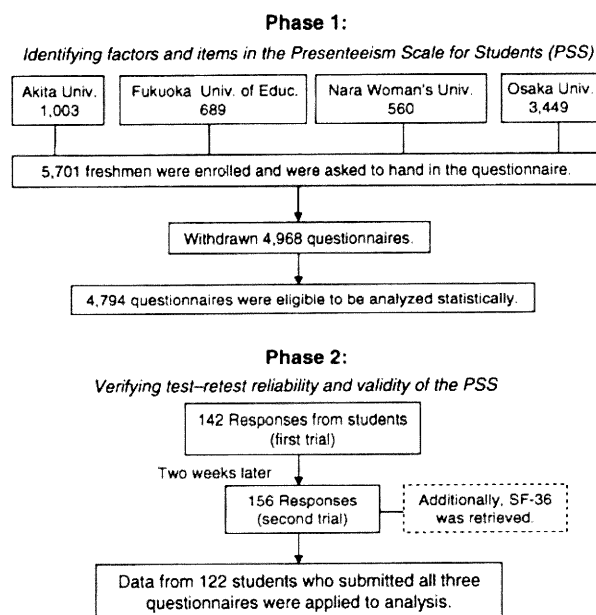 Phase 1:
Identifying factors and items in the Presenteeism Scale for Students (PSS)
Akita Univ.
1,003
Fukuoka Univ. of Educ.
689
Nara Woman's Univ.
560
Osaka Univ.
3,449
5,701 freshmen were enrolled and were asked to hand in the questionnaire.
Withdrawn 4,968 questionnaires.
4,794 questionnaires were eligible to be analyzed statistically.
Phase 2:
Verifying test–retest reliability and validity of the PSS
142 Responses from students
(first trial)
Two weeks later
156 Responses
(second trial)
Additionally, SF-36
was retrieved.
Data from 122 students who submitted all three
questionnaires were applied to analysis.